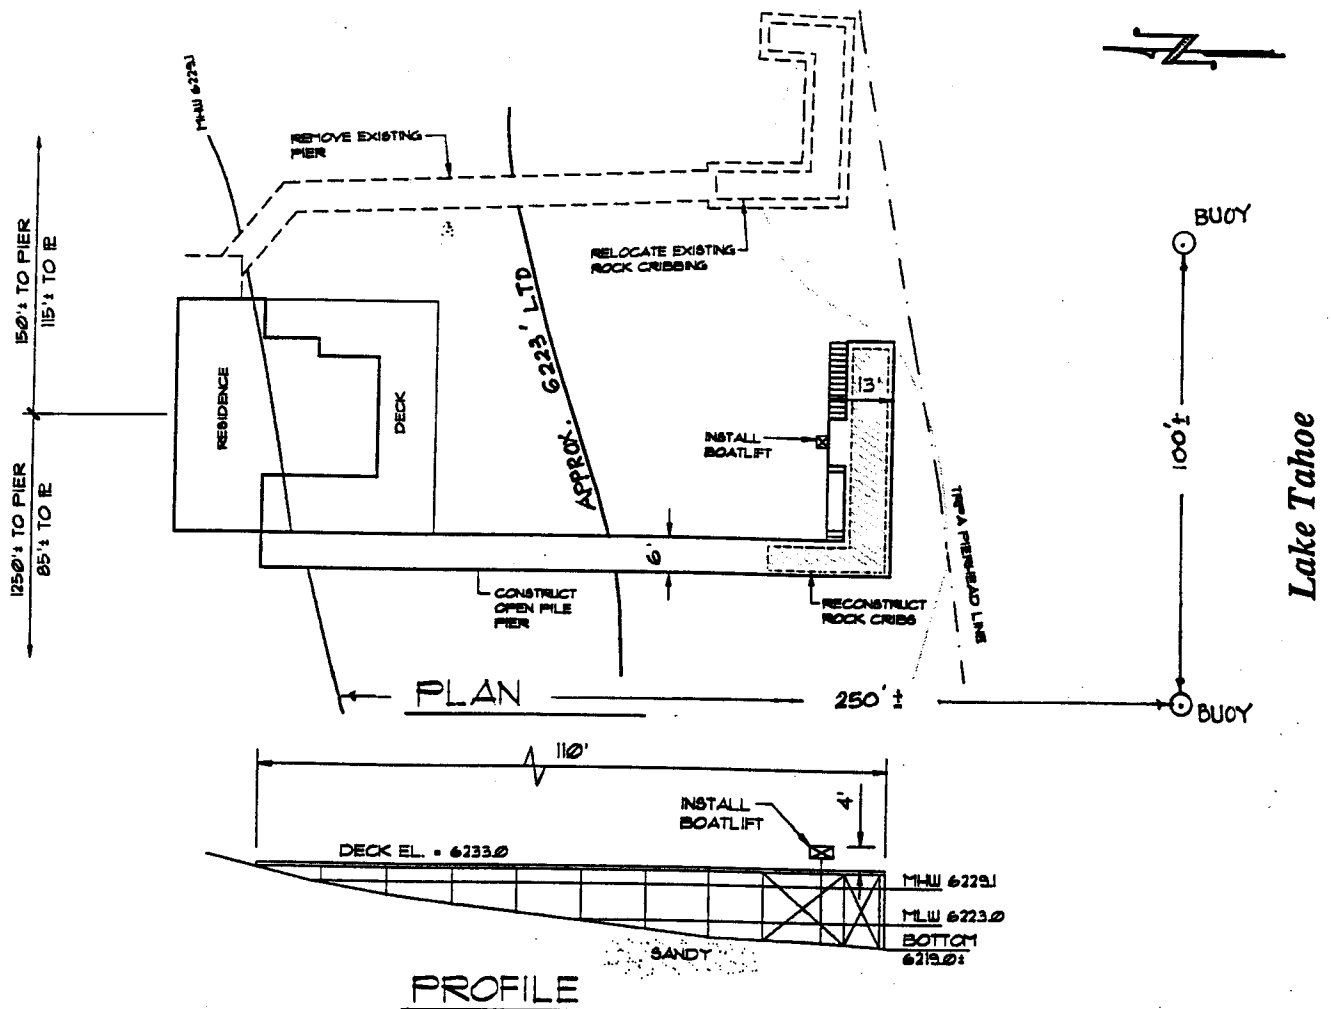 MHW 6229.1
REMOVE EXISTING
PIER
BUOY
150'± TO PIER
115'± TO PL
RELOCATE EXISTING
ROCK CRIBBING
APPROX. 6223' LTD
RESIDENCE
DECK
13'
INSTALL
BOATLIFT
100'±
Lake Tahoe
1250'± TO PIER
85'± TO PL
6'
TRPA PIERHEAD LINE
CONSTRUCT
OPEN PILE
PIER
RECONSTRUCT
ROCK CRIBS
PLAN
250'±
BUOY
110'
INSTALL
BOATLIFT
4'
DECK EL. = 6233.0
MHW 6229.1
MLW 6223.0
BOTTOM
6219.0±
SANDY
PROFILE